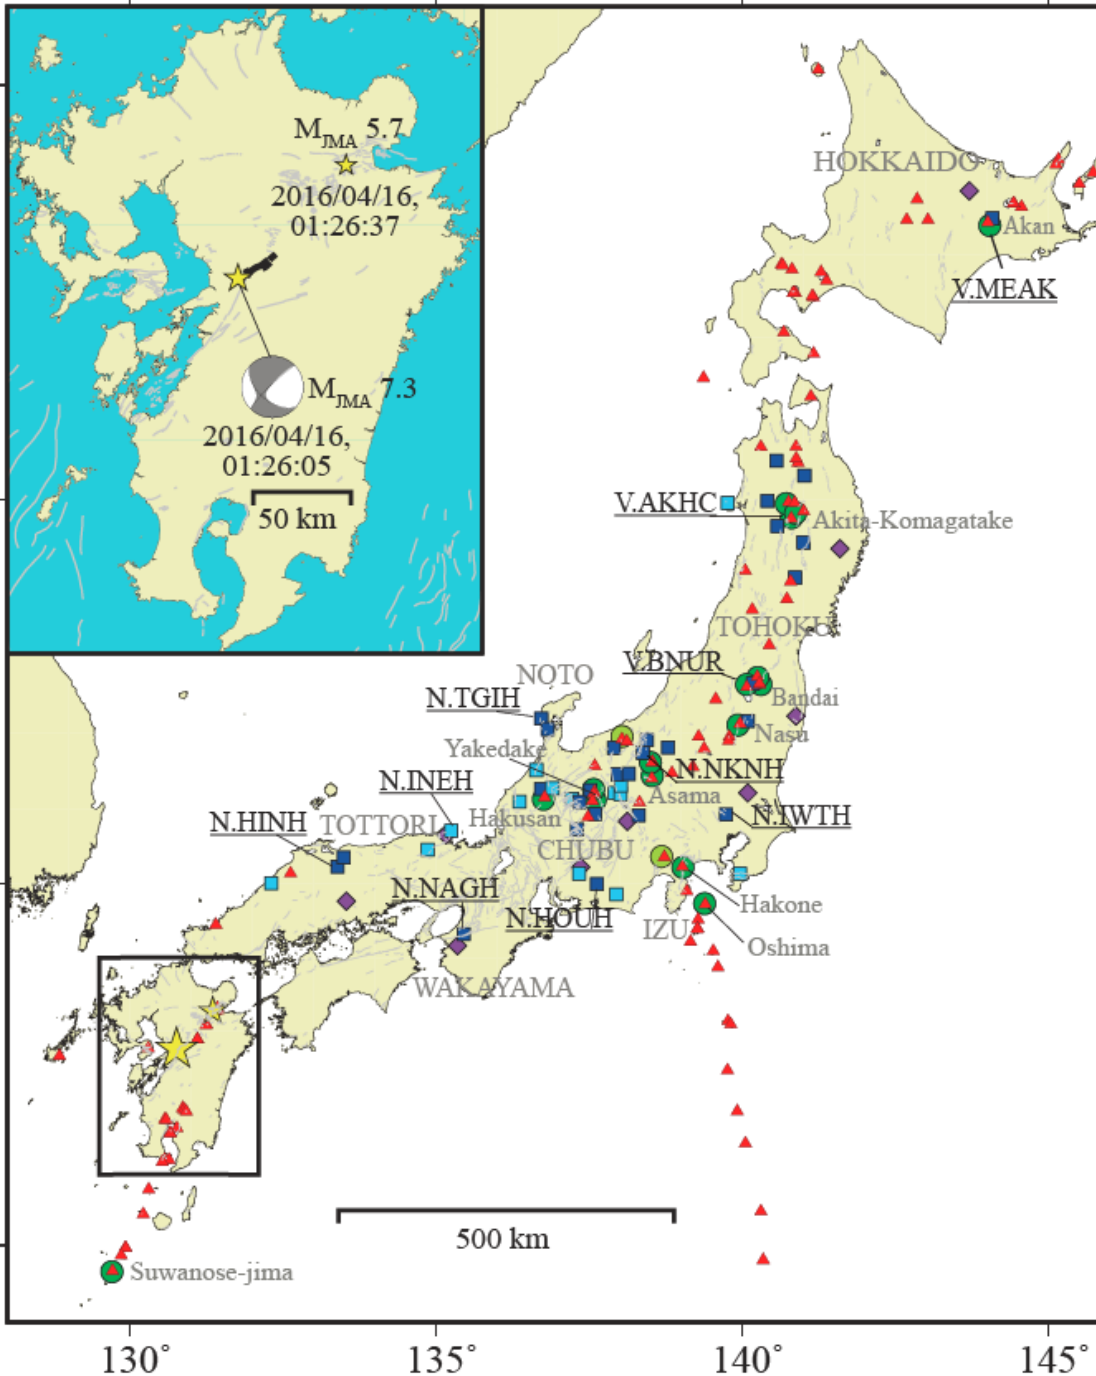 M JMA 5.7
2016/04/16,
01:26:37
M JMA 7.3
2016/04/16,
01:26:05
50 km
HOKKAIDO
Akan
V.MEAK
V.AKHC
Akita-Komagatake
TOHOKU
V.BNUR
NOTO
Bandai
N.TGIH
Nasu
Yakedake
N.NKNH
N.INEH
Asama
N.HINH
TOTTORI
Hakusan
N.IWTH
CHUBU
N.NAGH
Hakone
N.HOUH
IZU
Oshima
WAKAYAMA
500 km
Suwanose-jima
130° 135° 140° 145°